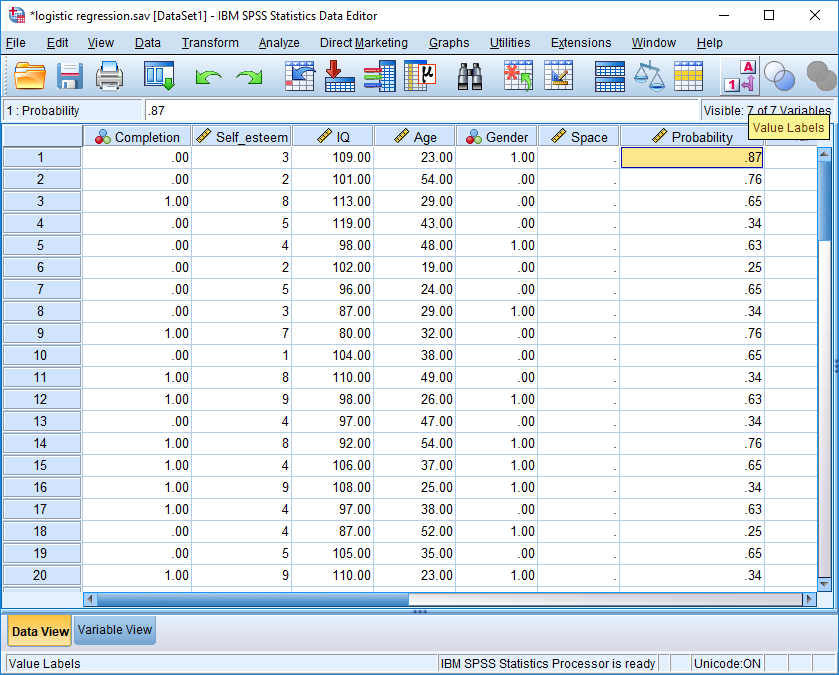 *logistic regression.sav [DataSet1] - IBM SPSS Statistics Data Editor
File Edit View Data Transform Analyze Direct Marketing Graphs Utilities Extensions Window Help
1 : Probability .87 Visible: 7 of 7 Variables
Value Labels
Completion Self_esteem IQ Age Gender Space Probability
1 .00 3 109.00 23.00 1.00 . .87
2 .00 2 101.00 54.00 .00 . .76
3 1.00 8 113.00 29.00 .00 . .65
4 .00 5 119.00 43.00 .00 . .34
5 .00 4 98.00 48.00 1.00 . .63
6 .00 2 102.00 19.00 .00 . .25
7 .00 5 96.00 24.00 .00 . .65
8 .00 3 87.00 29.00 1.00 . .34
9 1.00 7 80.00 32.00 .00 . .76
10 .00 1 104.00 38.00 .00 . .65
11 1.00 8 110.00 49.00 .00 . .34
12 1.00 9 98.00 26.00 1.00 . .63
13 .00 4 97.00 47.00 .00 . .34
14 1.00 8 92.00 54.00 1.00 . .76
15 1.00 4 106.00 37.00 1.00 . .65
16 1.00 9 108.00 25.00 1.00 . .34
17 1.00 4 97.00 38.00 .00 . .63
18 .00 4 87.00 52.00 1.00 . .25
19 .00 5 105.00 35.00 .00 . .65
20 1.00 9 110.00 23.00 1.00 . .34
Data View Variable View
Value Labels IBM SPSS Statistics Processor is ready Unicode:ON